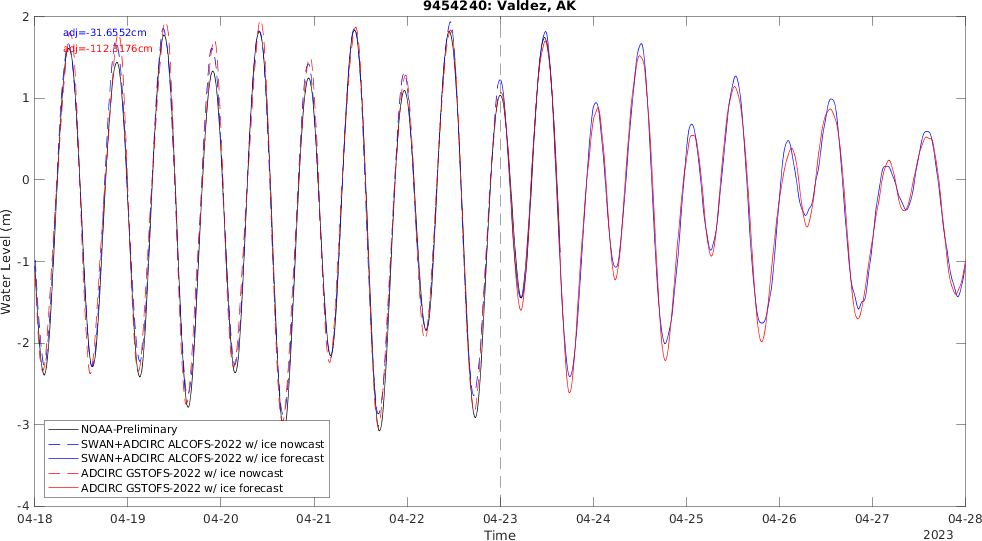 9454240: Valdez, AK
adj=-31.6552cm
adj=-112.3176cm
Water Level (m)
2
1
0
-1
-2
-3
-4
NOAA-Preliminary
SWAN+ADCIRC ALCOFS-2022 w/ ice nowcast
SWAN+ADCIRC ALCOFS-2022 w/ ice forecast
ADCIRC GSTOFS-2022 w/ ice nowcast
ADCIRC GSTOFS-2022 w/ ice forecast
04-18 04-19 04-20 04-21 04-22 04-23 04-24 04-25 04-26 04-27 04-28
Time
2023